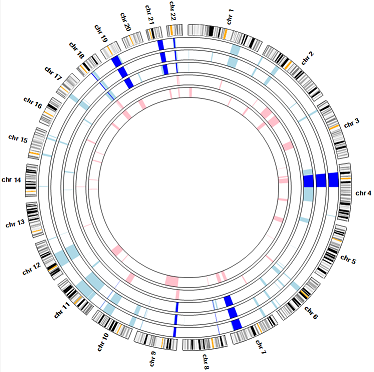 chr 1
chr 2
chr 3
chr 4
chr 5
chr 6
chr 7
chr 8
chr 9
chr 10
chr 11
chr 12
chr 13
chr 14
chr 15
chr 16
chr 17
chr 18
chr 19
chr 20
chr 21
chr 22